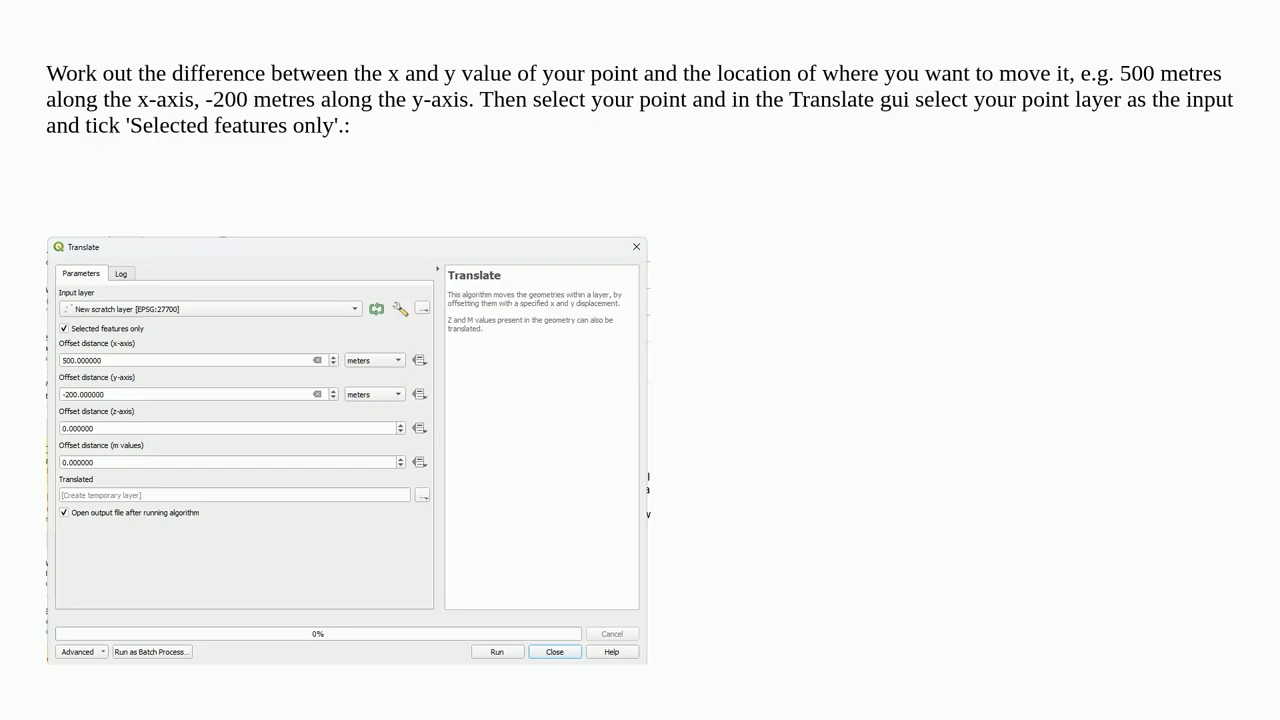 Work out the difference between the x and y value of your point and the location of where you want to move it, e.g. 500 metres
along the x-axis, -200 metres along the y-axis. Then select your point and in the Translate gui select your point layer as the input
and tick 'Selected features only'.:
Translate
Parameters Log
Input layer
New scratch layer [EPSG:27700]
Selected features only
Offset distance (x-axis)
500.000000 meters
Offset distance (y-axis)
-200.000000 meters
Offset distance (z-axis)
0.000000
Offset distance (m values)
0.000000
Translated
[Create temporary layer]
Open output file after running algorithm
Translate
This algorithm moves the geometries within a layer, by
offsetting them with a specified x and y displacement.
Z and M values present in the geometry can also be
translated.
0% Cancel
Advanced Run as Batch Process... Run Close Help